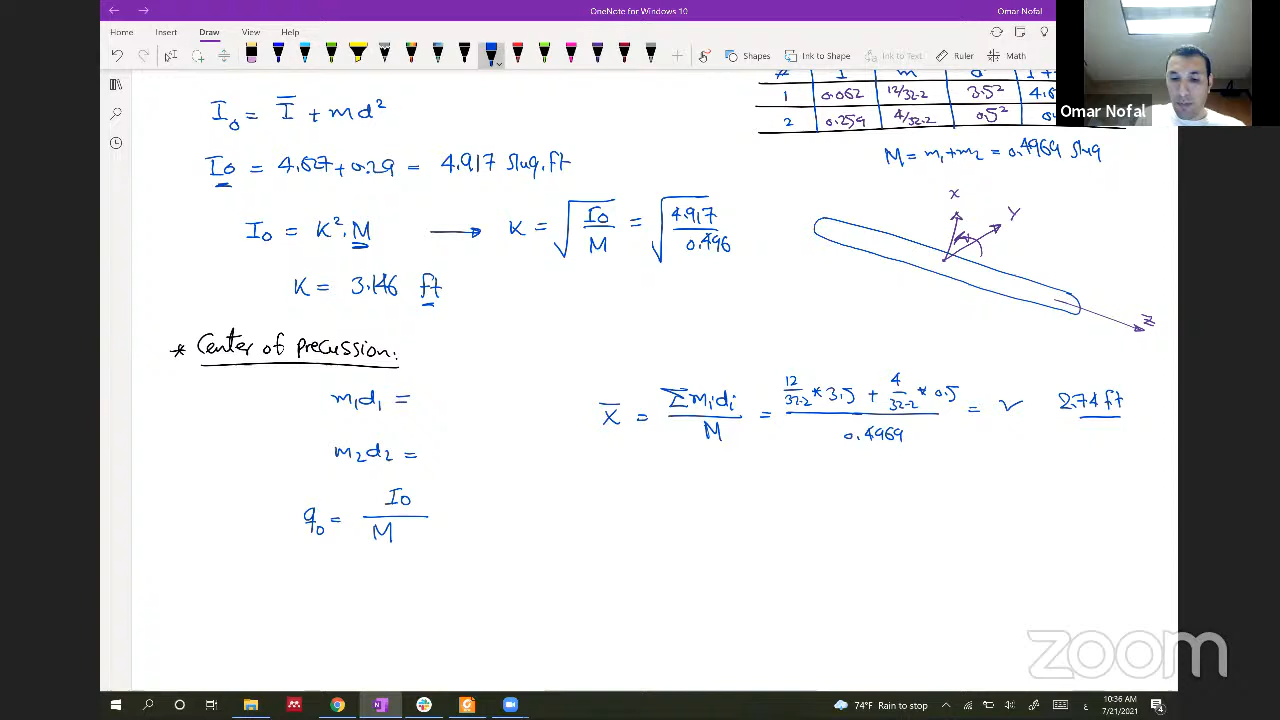 OneNote for Windows 10
Omar Nofal
Home Insert Draw View Help
Shapes Ink to Shape Ink to Text Ruler Math
Omar Nofal
# I m
1 0.062 12/32.2 3.5²
2 0.259 4/32.2 0.5²
M = m₁+m₂ = 0.4969 slug
I₀ = Ī + md²
I₀ = 4.627+0.29 = 4.917 slug.ft
I₀ = K².M → K = √(I₀/M) = √(4.917/0.496)
K = 3.146 ft
X Y
Z
* Center of precussion:
m₁d₁ =
m₂d₂ =
q₀ = I₀/M
X̄ = Σmᵢdᵢ/M = (12/32.2 * 3.5 + 4/32.2 * 0.5)/0.4969 = ✓ 2.74 ft
zoom
74°F Rain to stop
10:36 AM
7/21/2021